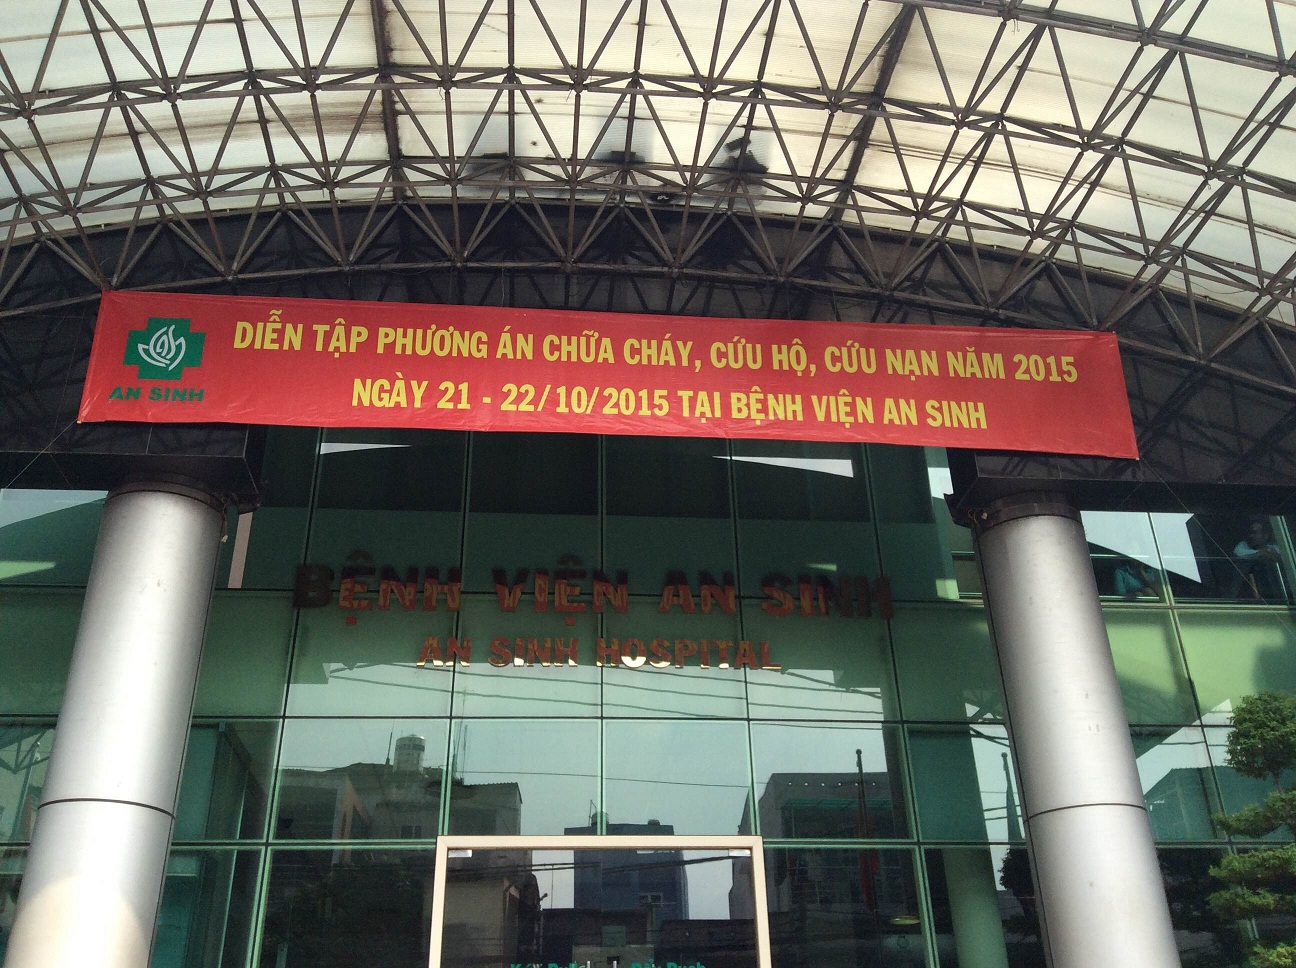 AN SINH
DIỄN TẬP PHƯƠNG ÁN CHỮA CHÁY, CỨU HỘ, CỨU NẠN NĂM 2015
NGÀY 21 - 22/10/2015 TẠI BỆNH VIỆN AN SINH
BỆNH VIỆN AN SINH
AN SINH HOSPITAL